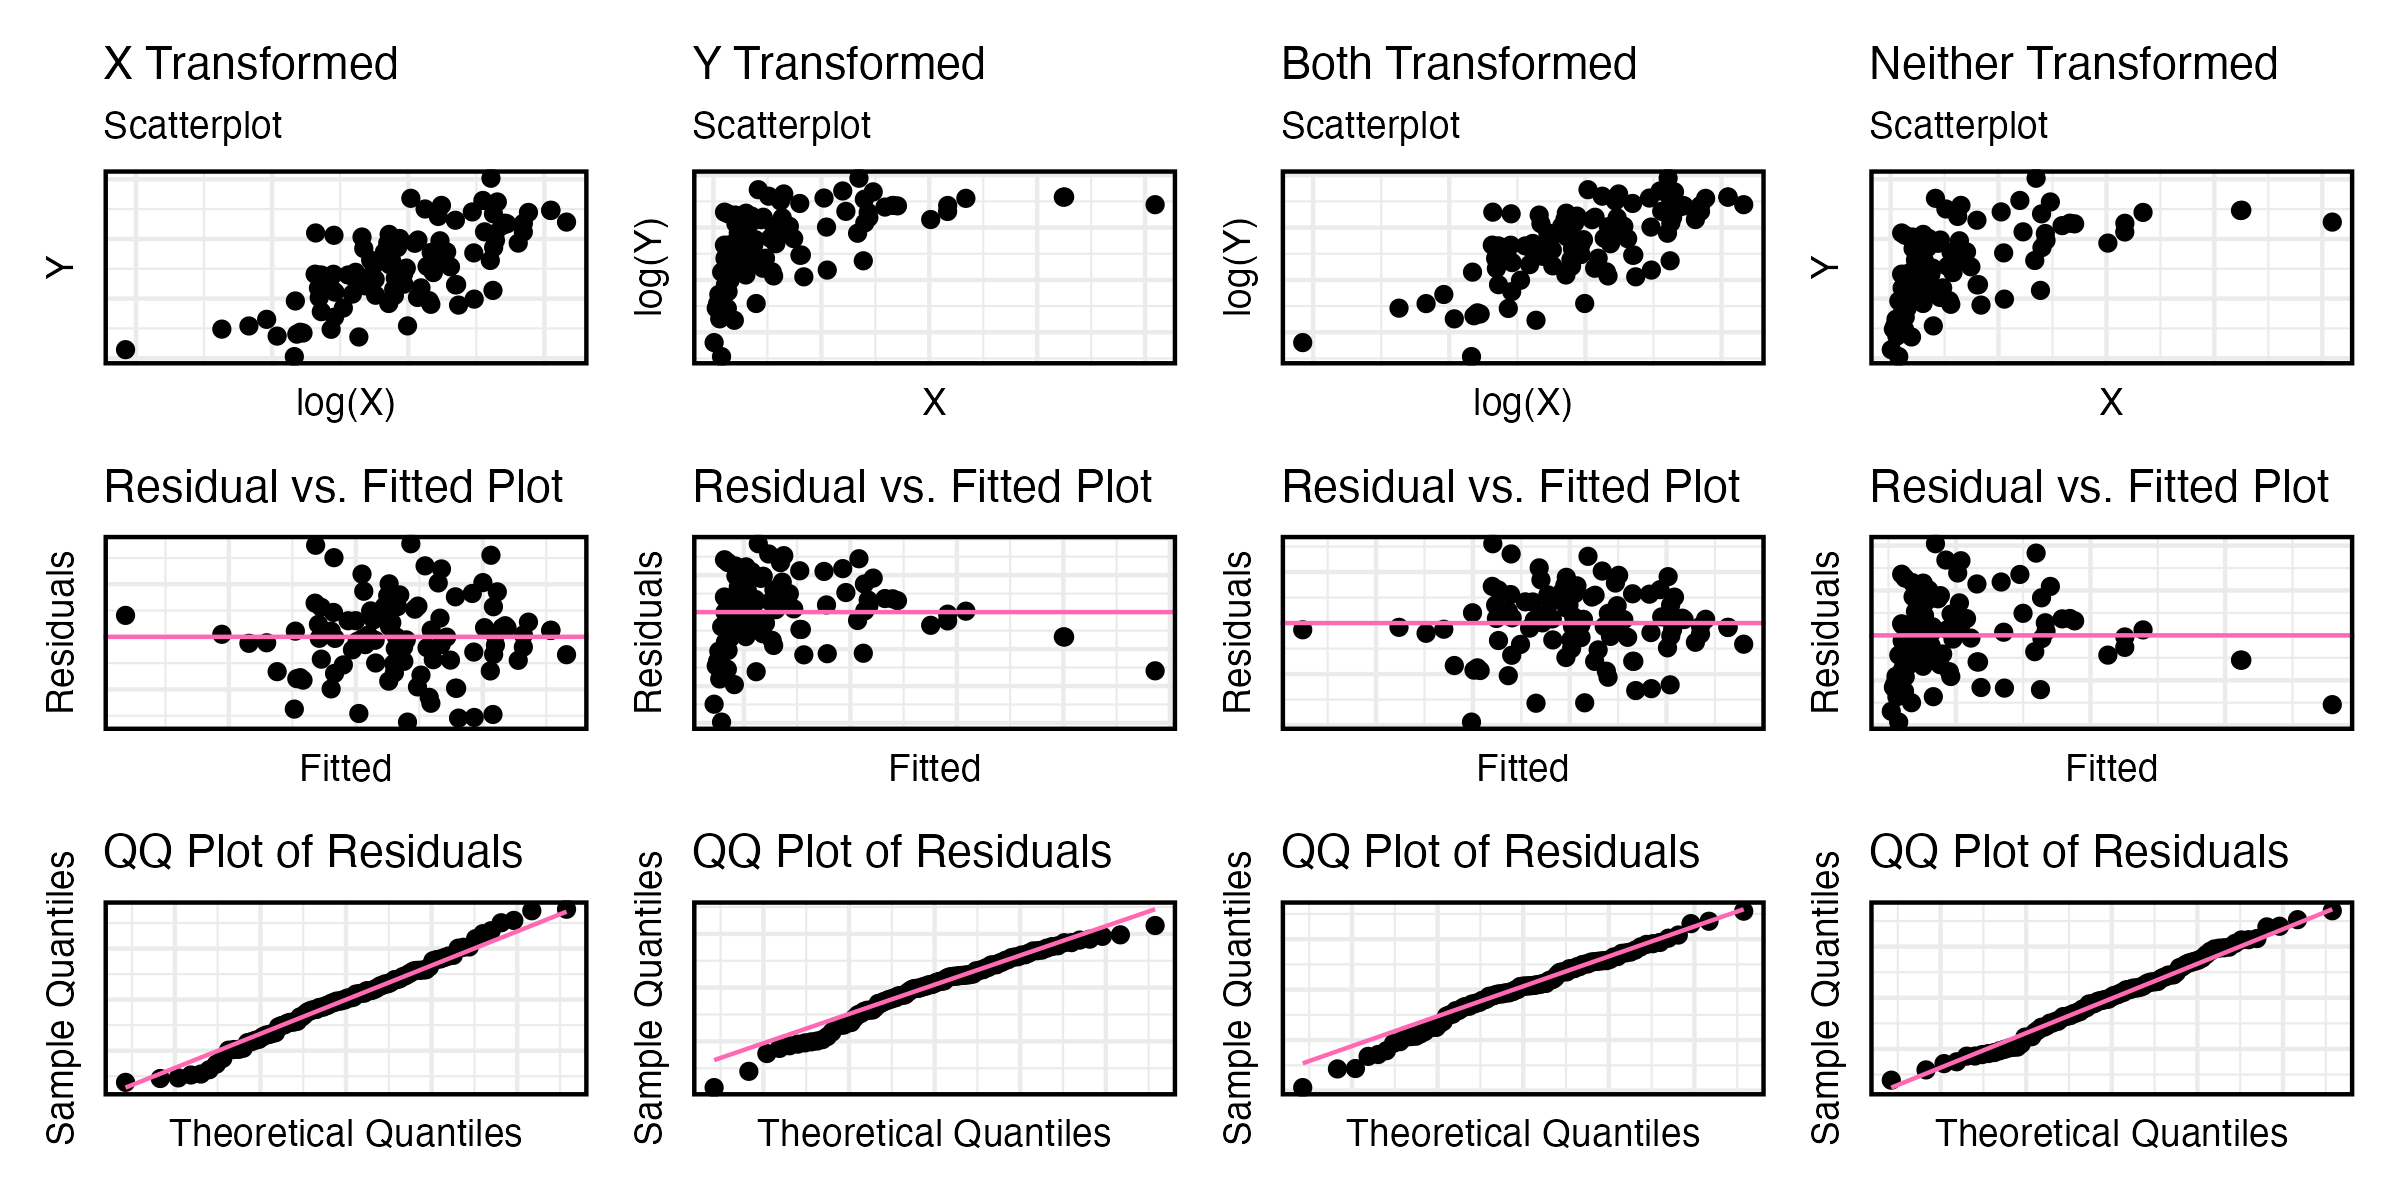 X Transformed
Scatterplot
Y
log(X)
Y Transformed
Scatterplot
log(Y)
X
Both Transformed
Scatterplot
log(Y)
log(X)
Neither Transformed
Scatterplot
Y
X
Residual vs. Fitted Plot
Residuals
Fitted
Residual vs. Fitted Plot
Residuals
Fitted
Residual vs. Fitted Plot
Residuals
Fitted
Residual vs. Fitted Plot
Residuals
Fitted
QQ Plot of Residuals
Sample Quantiles
Theoretical Quantiles
QQ Plot of Residuals
Sample Quantiles
Theoretical Quantiles
QQ Plot of Residuals
Sample Quantiles
Theoretical Quantiles
QQ Plot of Residuals
Sample Quantiles
Theoretical Quantiles